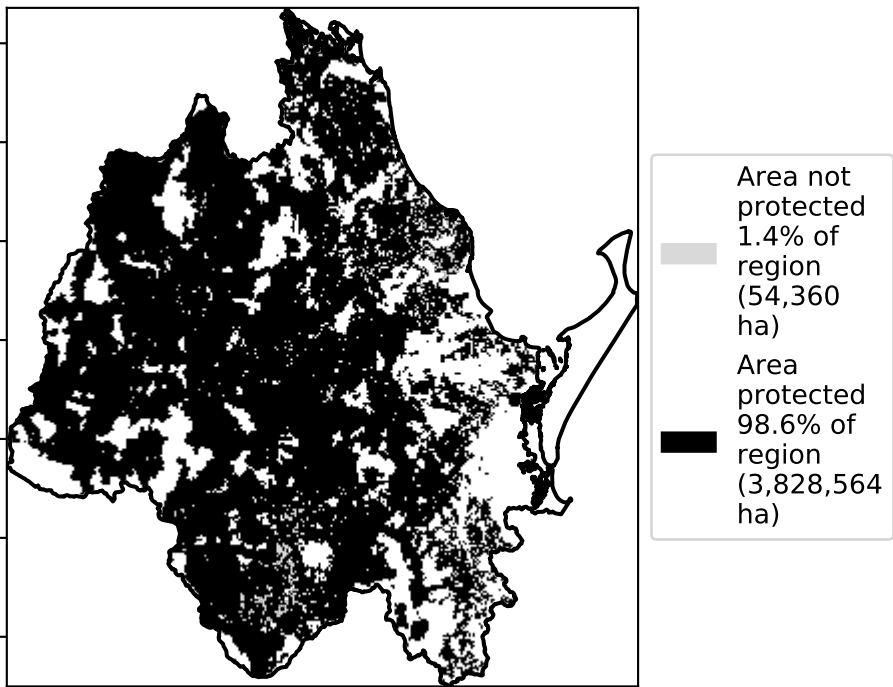 Area not
protected
1.4% of
region
(54,360
ha)
Area
protected
98.6% of
region
(3,828,564
ha)